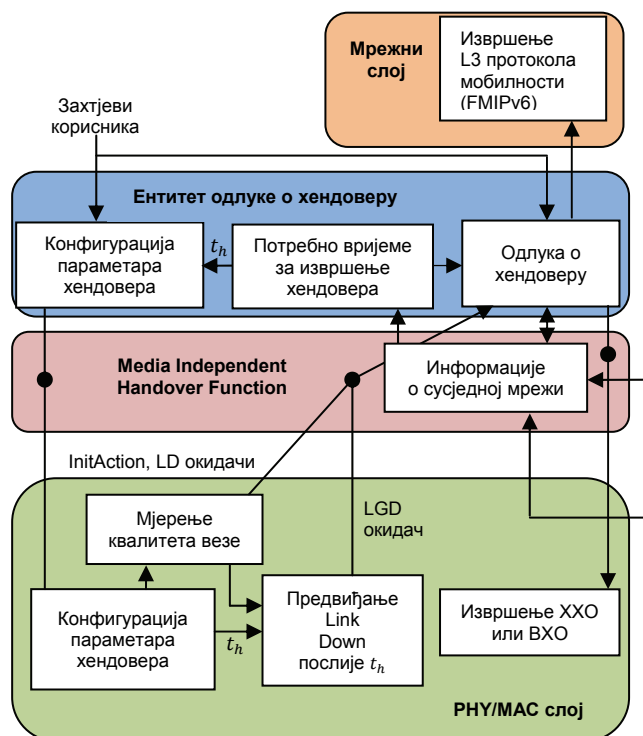 Мрежни
слој
Извршење
L3 протокола
мобилности
(FMIPv6)
Захтјеви
корисника
Ентитет одлуке о хендоверу
Конфигурација
параметара
хендовера
t_h
Потребно вријеме
за извршење
хендовера
Одлука о
хендоверу
Media Independent
Handover Function
Информације
о сусједној мрежи
InitAction, LD окидачи
LGD
окидач
Мјерење
квалитета везе
Конфигурација
параметара
хендовера
t_h
Предвиђање
Link
Down
послије t_h
Извршење ХХО
или ВХО
PHY/MAC слој